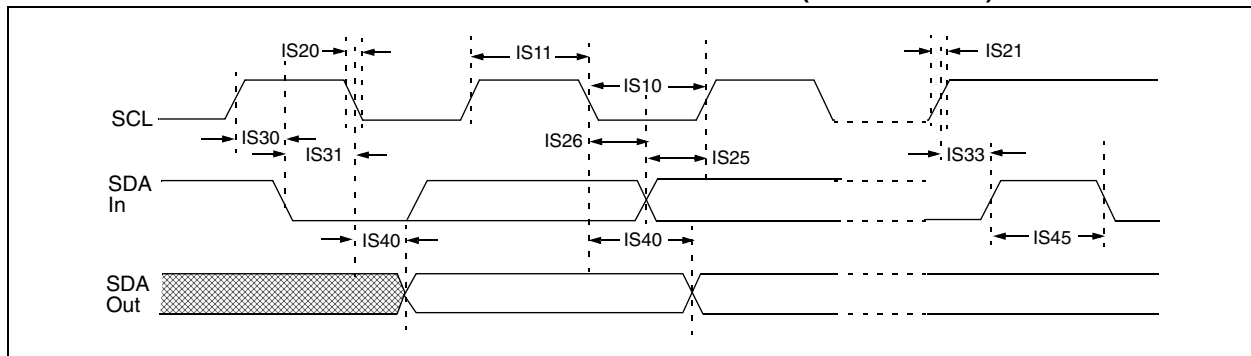 IS20
IS11
IS21
IS10
SCL
IS30
IS31
IS26
IS25
IS33
SDA
In
IS40
IS40
IS45
SDA
Out